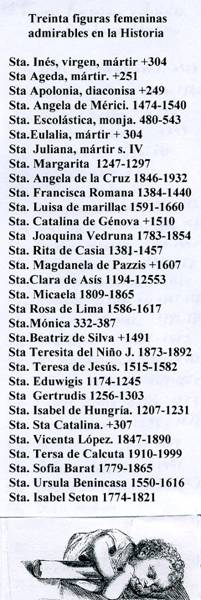 Treinta figuras femeninas
admirables en la Historia
Sta. Inés, virgen, mártir +304
Sta Ageda, mártir. +251
Sta Apolonia, diaconisa +249
Sta. Angela de Mérici. 1474-1540
Sta. Escolástica, monja. 480-543
Sta.Eulalia, mártir + 304
Sta Juliana, mártir s. IV
Sta. Margarita 1247-1297
Sta. Angela de la Cruz 1846-1932
Sta. Francisca Romana 1384-1440
Sta. Luisa de marillac 1591-1660
Sta. Catalina de Génova +1510
Sta Joaquina Vedruna 1783-1854
Sta. Rita de Casia 1381-1457
Sta. Magdanela de Pazzis +1607
Sta.Clara de Asís 1194-12553
Sta. Micaela 1809-1865
Sta Rosa de Lima 1586-1617
Sta.Mónica 332-387
Sta.Beatriz de Silva +1491
Sta Teresita del Niño J. 1873-1892
Sta. Teresa de Jesús. 1515-1582
Sta. Eduwigis 1174-1245
Sta Gertrudis 1256-1303
Sta. Isabel de Hungría. 1207-1231
Sta. Sta Catalina. +307
Sta. Vicenta López. 1847-1890
Sta. Tersa de Calcuta 1910-1999
Sta. Sofia Barat 1779-1865
Sta. Ursula Benincasa 1550-1616
Sta. Isabel Seton 1774-1821